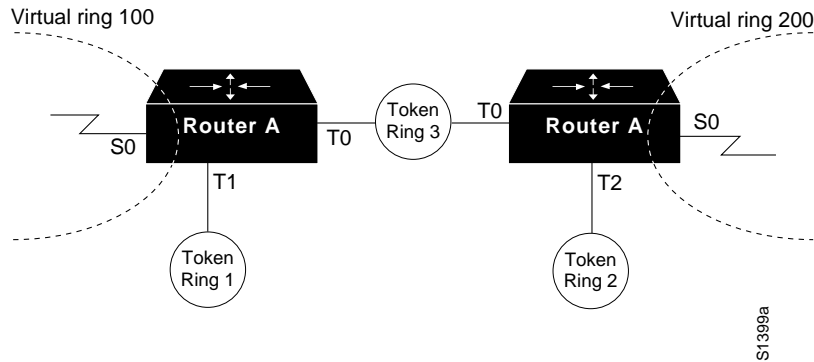 Virtual ring 100
Virtual ring 200
Router A
S0
T0
T1
Token
Ring 3
T0
Router A
S0
T2
Token
Ring 1
Token
Ring 2
S1399a